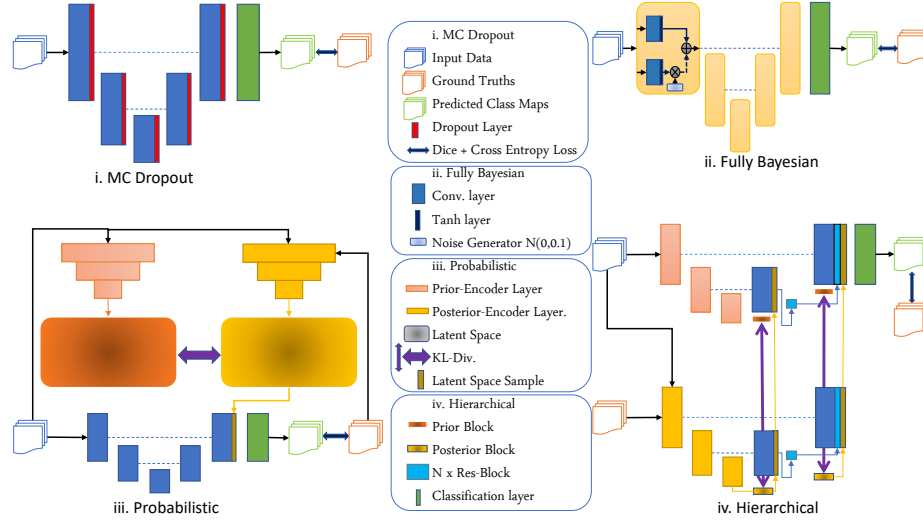 i. MC Dropout
i. MC Dropout
Input Data
Ground Truths
Predicted Class Maps
Dropout Layer
Dice + Cross Entropy Loss
ii. Fully Bayesian
ii. Fully Bayesian
Conv. layer
Tanh layer
Noise Generator N(0,0.1)
iii. Probabilistic
Prior-Encoder Layer
Posterior-Encoder Layer.
Latent Space
KL-Div.
Latent Space Sample
iii. Probabilistic
iv. Hierarchical
Prior Block
Posterior Block
N x Res-Block
Classification layer
iv. Hierarchical